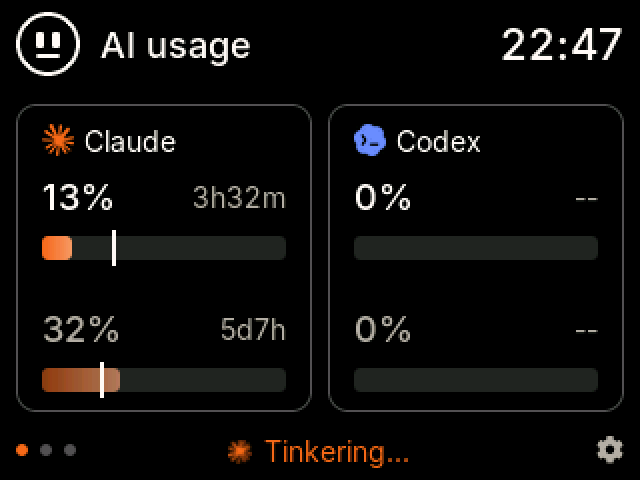 AI usage
22:47
Claude
13% 3h32m
32% 5d7h
Codex
0% --
0% --
Tinkering...